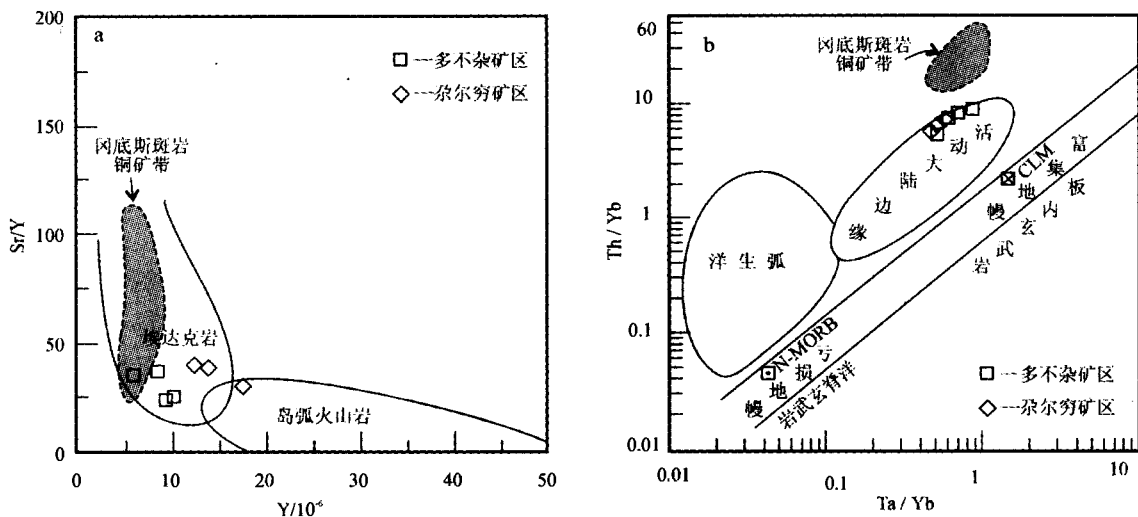 a
200
150
100
50
0
Sr/Y
□ —多不杂矿区
◇ —尕尔穷矿区
冈底斯斑岩
铜矿带
埃达克岩
岛弧火山岩
0 10 20 30 40 50
Y/10⁻⁶
b
60
10
1
0.1
0.01
Th / Yb
冈底斯斑岩
铜矿带
活动大陆边缘
洋生弧
CLM
富集地幔
板内玄武岩
N-MORB
亏损地幔
洋脊玄武岩
□ —多不杂矿区
◇ —尕尔穷矿区
0.01 0.1 1 10
Ta / Yb